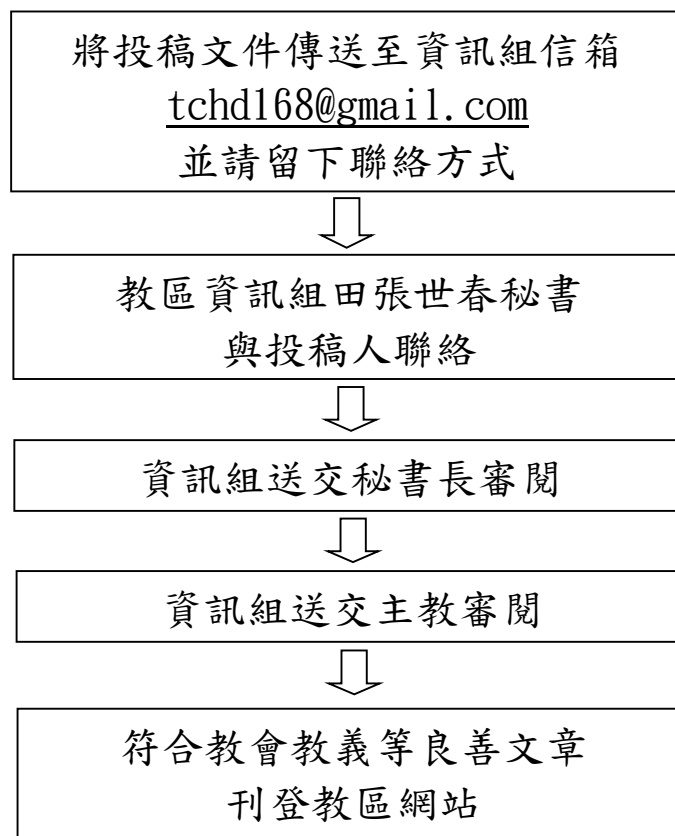 將投稿文件傳送至資訊組信箱
tchd168@gmail.com
並請留下聯絡方式
教區資訊組田張世春秘書
與投稿人聯絡
資訊組送交秘書長審閱
資訊組送交主教審閱
符合教會教義等良善文章
刊登教區網站